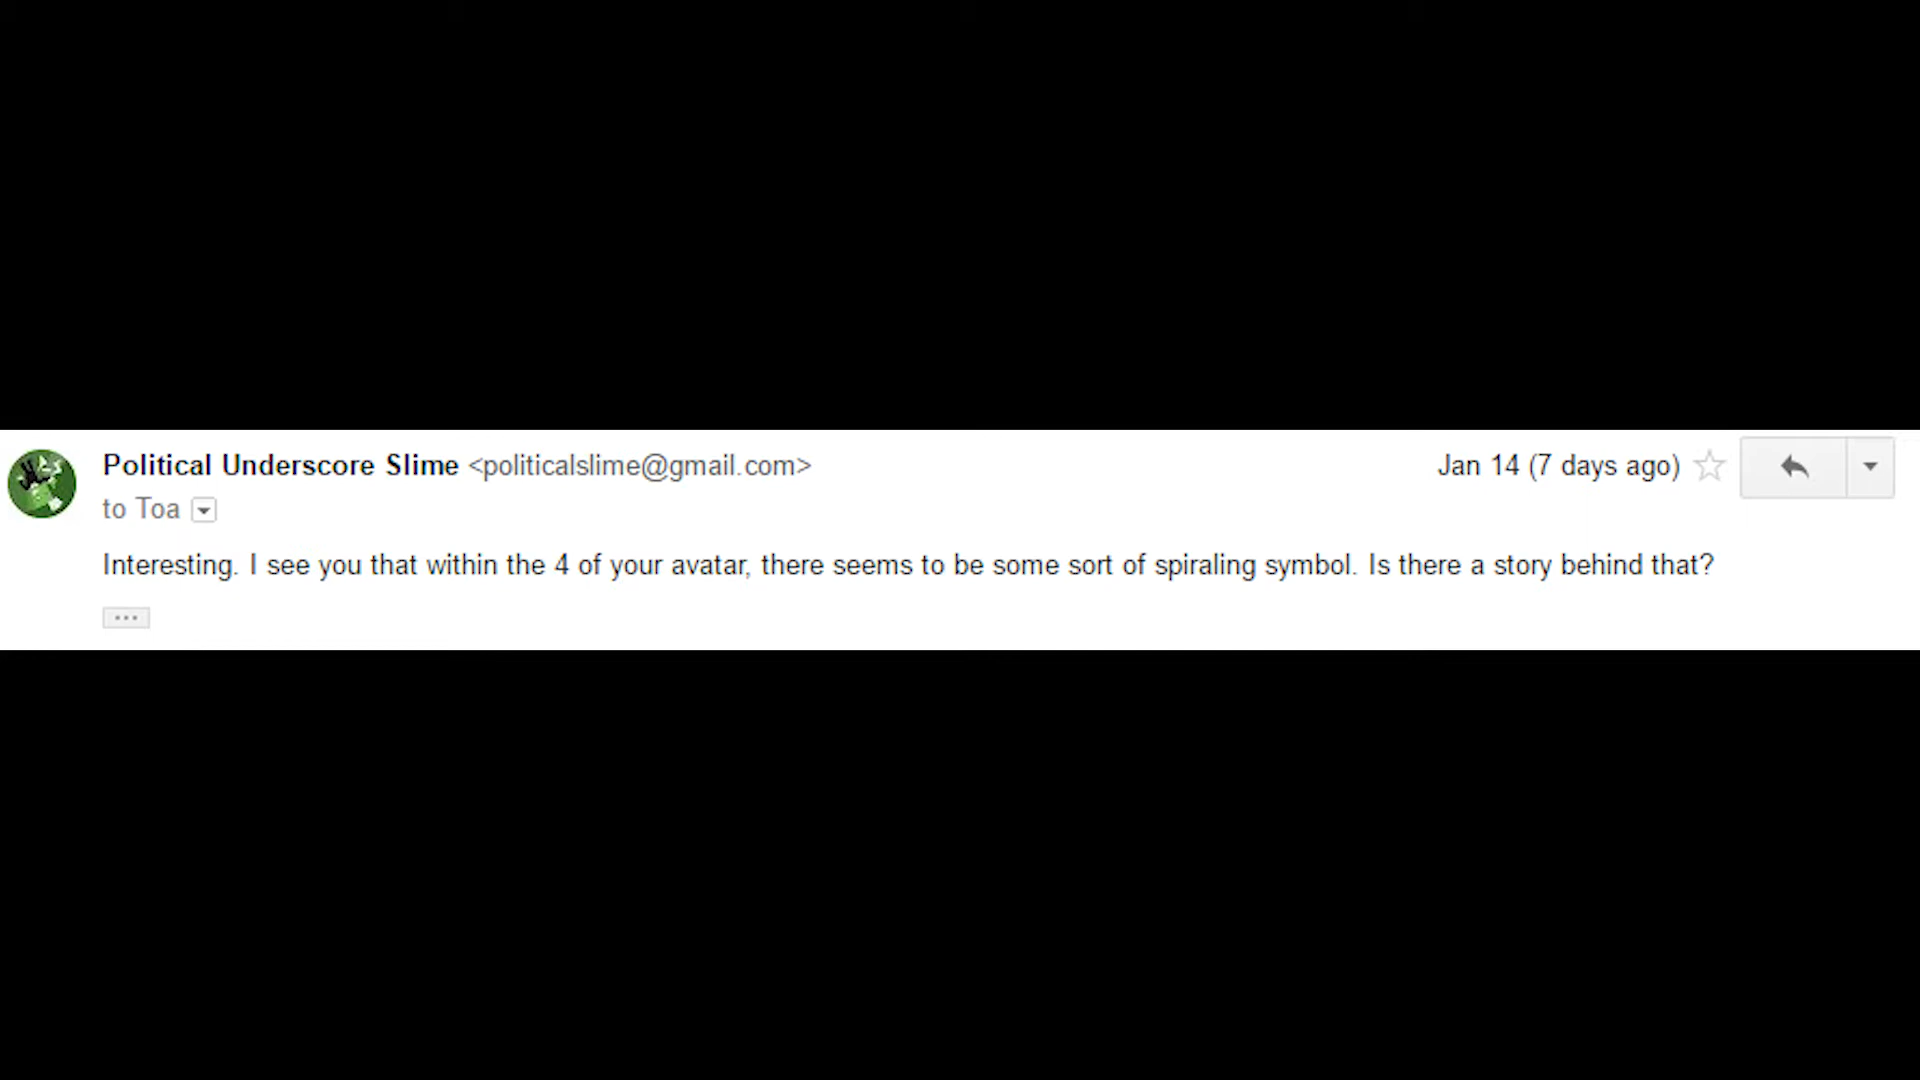 Political Underscore Slime <politicalslime@gmail.com> Jan 14 (7 days ago)
to Toa
Interesting. I see you that within the 4 of your avatar, there seems to be some sort of spiraling symbol. Is there a story behind that?